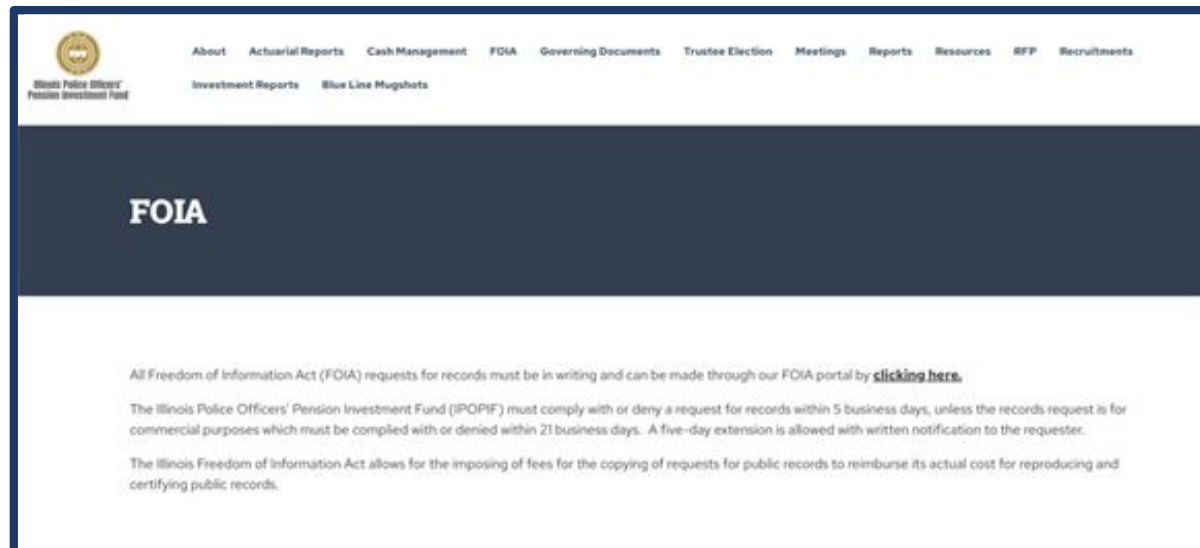 About Actuarial Reports Cash Management FOIA Governing Documents Trustee Election Meetings Reports Resources RFP Recruitments
Illinois Police Officers'
Pension Investment Fund
Investment Reports Blue Line Mugshots
FOIA
All Freedom of Information Act (FOIA) requests for records must be in writing and can be made through our FOIA portal by clicking here.
The Illinois Police Officers' Pension Investment Fund (IPOPIF) must comply with or deny a request for records within 5 business days, unless the records request is for
commercial purposes which must be complied with or denied within 21 business days. A five-day extension is allowed with written notification to the requester.
The Illinois Freedom of Information Act allows for the imposing of fees for the copying of requests for public records to reimburse its actual cost for reproducing and
certifying public records.